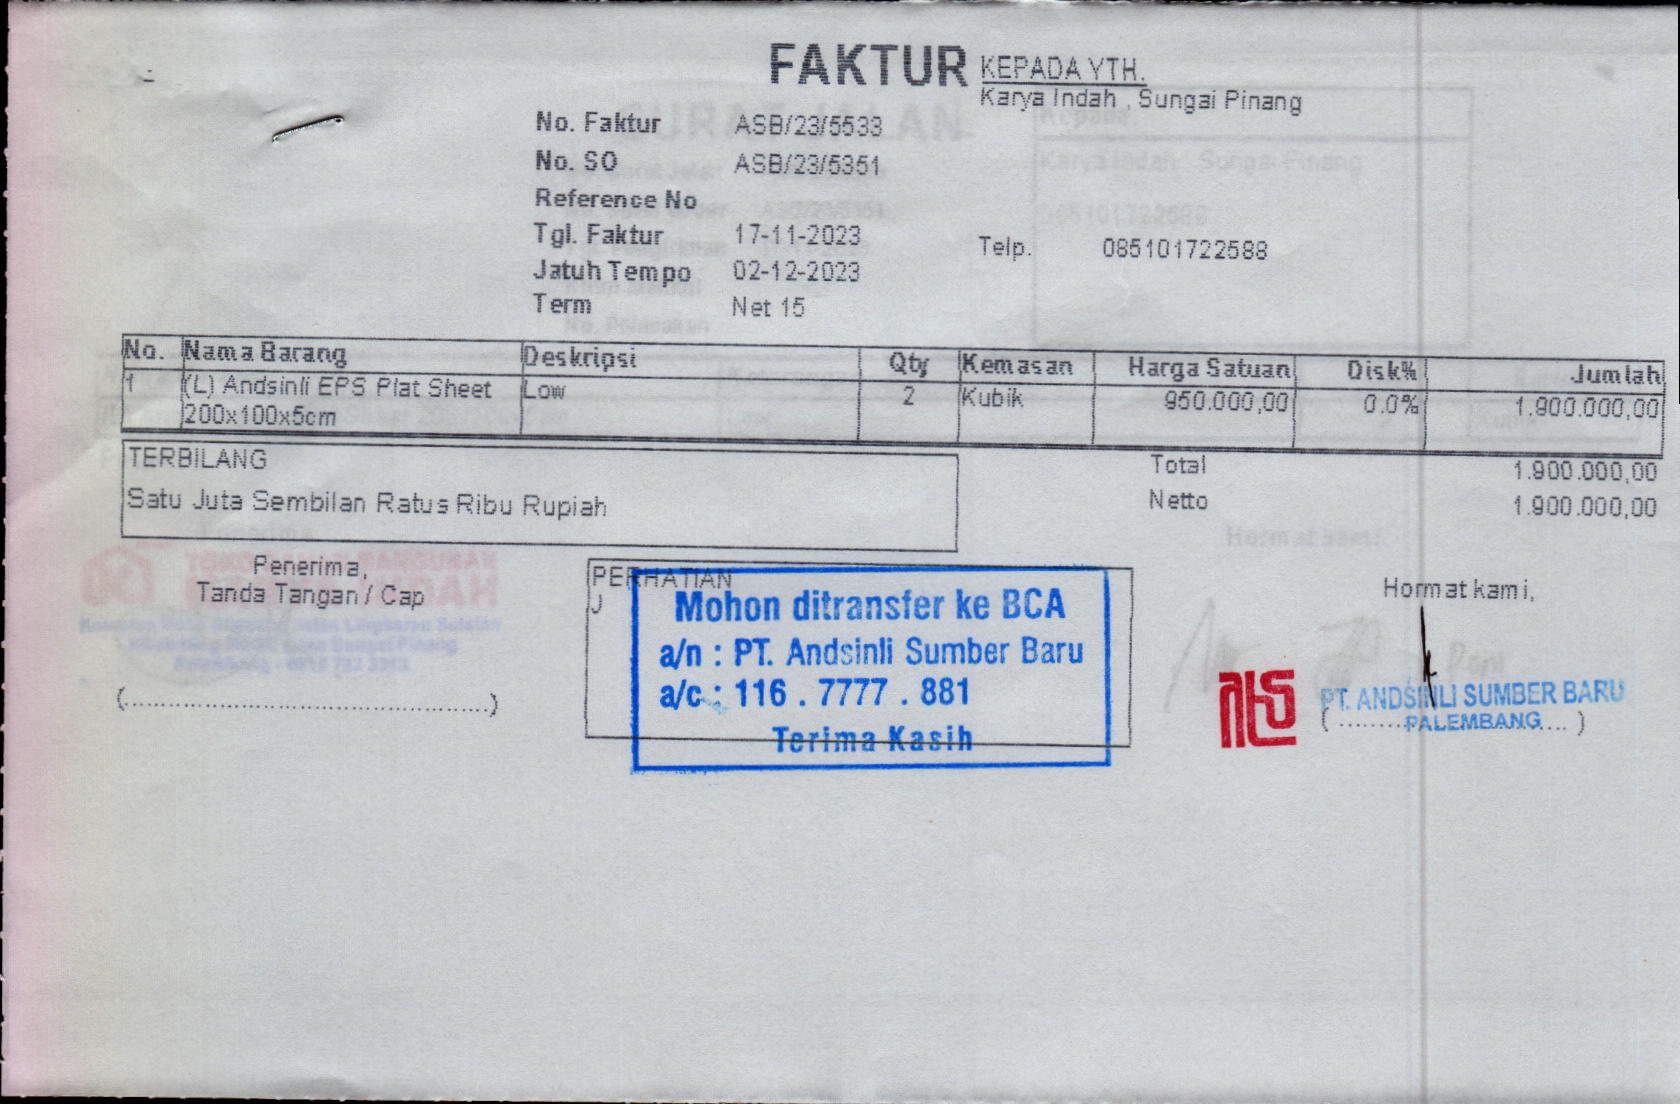 FAKTUR
KEPADA YTH.
Karya Indah , Sungai Pinang
No. Faktur ASB/23/5533
No. SO ASB/23/5351
Reference No
Tgl. Faktur 17-11-2023
Telp. 085101722588
Jatuh Tempo 02-12-2023
Term Net 15
No. Nama Barang Deskripsi Qty Kemasan Harga Satuan Disk% Jumlah
1 (L) Andsinli EPS Plat Sheet Low 2 Kubik 950.000,00 0.0% 1.900.000,00
200x100x5cm
TERBILANG
Satu Juta Sembilan Ratus Ribu Rupiah
Total 1.900.000,00
Netto 1.900.000,00
Penerima,
Tanda Tangan / Cap
(................................................)
PERHATIAN
J
Mohon ditransfer ke BCA
a/n : PT. Andsinli Sumber Baru
a/c : 116 . 7777 . 881
Terima Kasih
Hormat kami,
PT. ANDSINLI SUMBER BARU
PALEMBANG